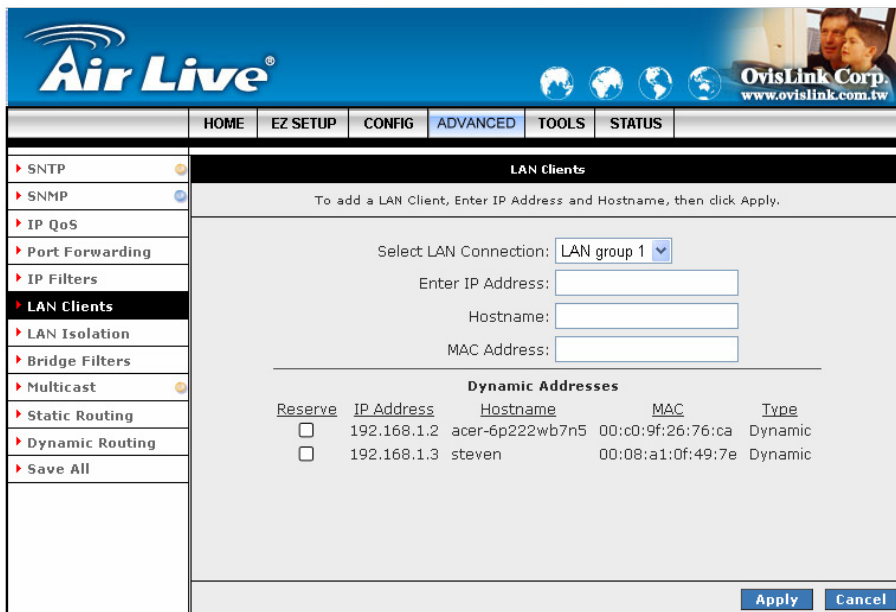 Air Live®
OvisLink Corp.
www.ovislink.com.tw
HOME EZ SETUP CONFIG ADVANCED TOOLS STATUS
SNTP
SNMP
IP QoS
Port Forwarding
IP Filters
LAN Clients
LAN Isolation
Bridge Filters
Multicast
Static Routing
Dynamic Routing
Save All
LAN Clients
To add a LAN Client, Enter IP Address and Hostname, then click Apply.
Select LAN Connection: LAN group 1
Enter IP Address:
Hostname:
MAC Address:
Dynamic Addresses
Reserve IP Address Hostname MAC Type
192.168.1.2 acer-6p222wb7n5 00:c0:9f:26:76:ca Dynamic
192.168.1.3 steven 00:08:a1:0f:49:7e Dynamic
Apply Cancel